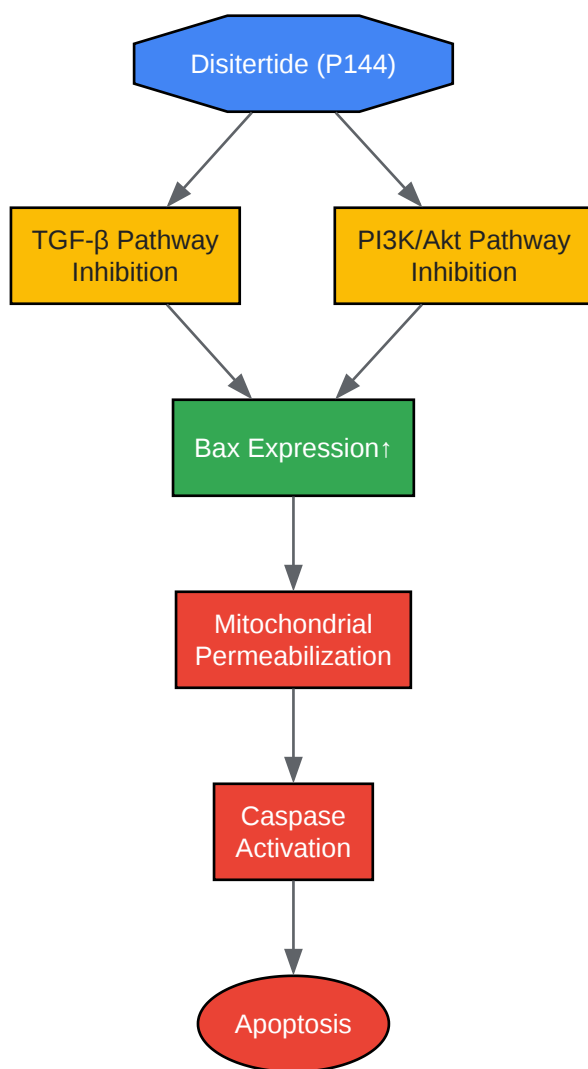 Disitertide (P144)
TGF-β Pathway
Inhibition
PI3K/Akt Pathway
Inhibition
Bax Expression↑
Mitochondrial
Permeabilization
Caspase
Activation
Apoptosis